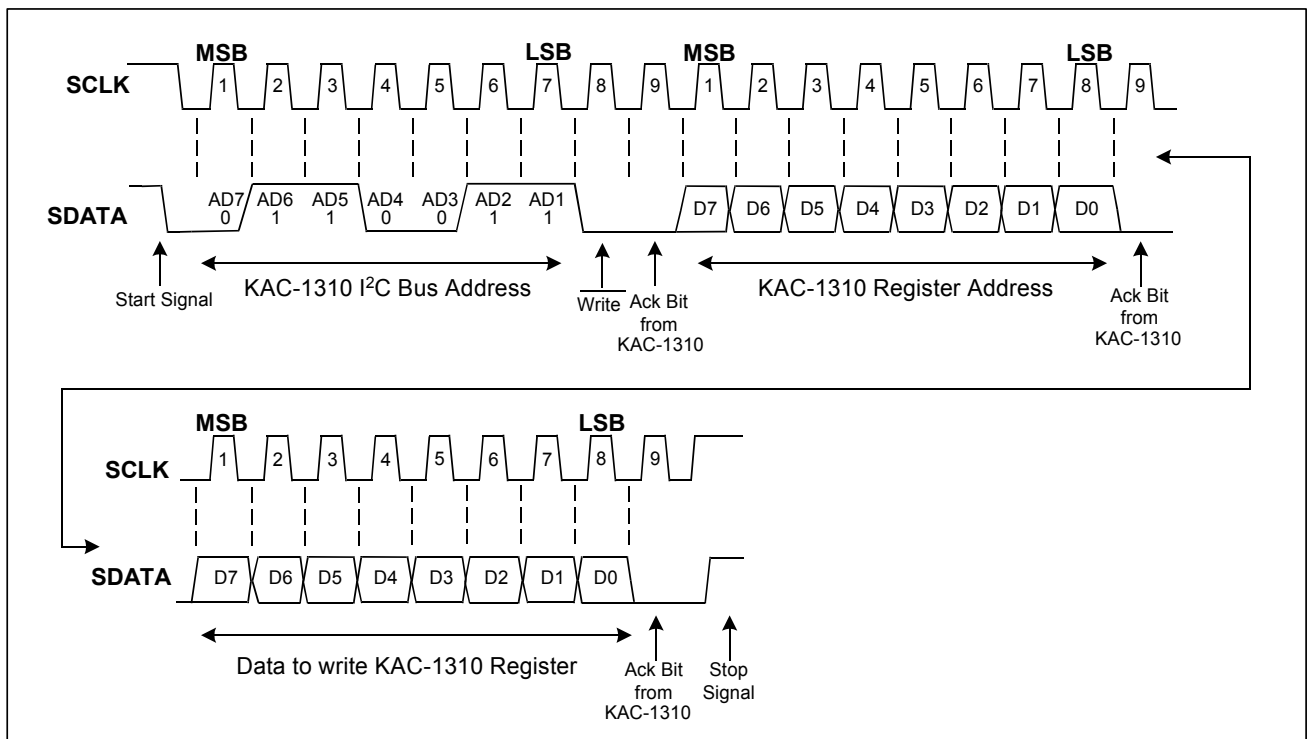 MSB LSB MSB LSB
SCLK 1 2 3 4 5 6 7 8 9 1 2 3 4 5 6 7 8 9
AD7 AD6 AD5 AD4 AD3 AD2 AD1
SDATA 0 1 1 0 0 1 1 D7 D6 D5 D4 D3 D2 D1 D0
Start Signal
KAC-1310 I²C Bus Address
Write
Ack Bit
from
KAC-1310
KAC-1310 Register Address
Ack Bit
from
KAC-1310
MSB LSB
SCLK 1 2 3 4 5 6 7 8 9
SDATA D7 D6 D5 D4 D3 D2 D1 D0
Data to write KAC-1310 Register
Ack Bit
from
KAC-1310
Stop
Signal